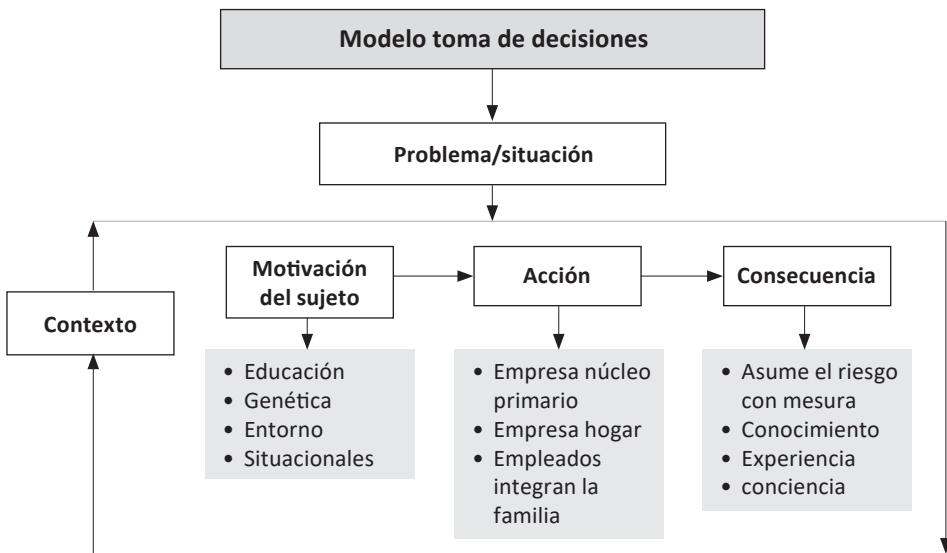 Modelo toma de decisiones
Problema/situación
Contexto
Motivación
del sujeto
• Educación
• Genética
• Entorno
• Situacionales
Acción
• Empresa núcleo
primario
• Empresa hogar
• Empleados
integran la
familia
Consecuencia
• Asume el riesgo
con mesura
• Conocimiento
• Experiencia
• conciencia